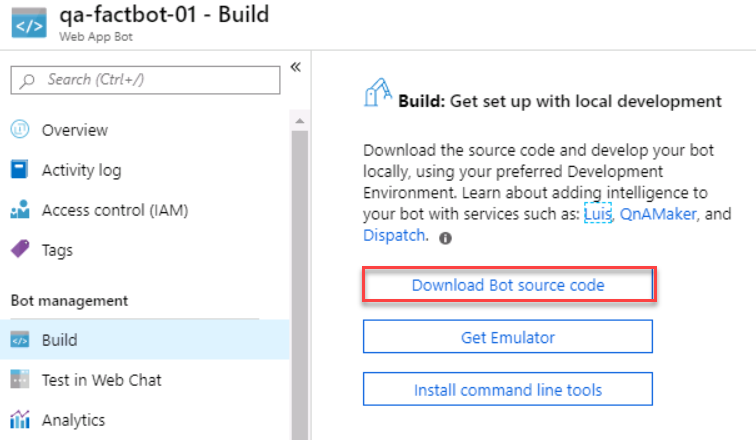 qa-factbot-01 - Build
Web App Bot
Search (Ctrl+/)
«
Overview
Activity log
Access control (IAM)
Tags
Bot management
Build
Test in Web Chat
Analytics
Build: Get set up with local development
Download the source code and develop your bot
locally, using your preferred Development
Environment. Learn about adding intelligence to
your bot with services such as: Luis, QnAMaker, and
Dispatch.
Download Bot source code
Get Emulator
Install command line tools